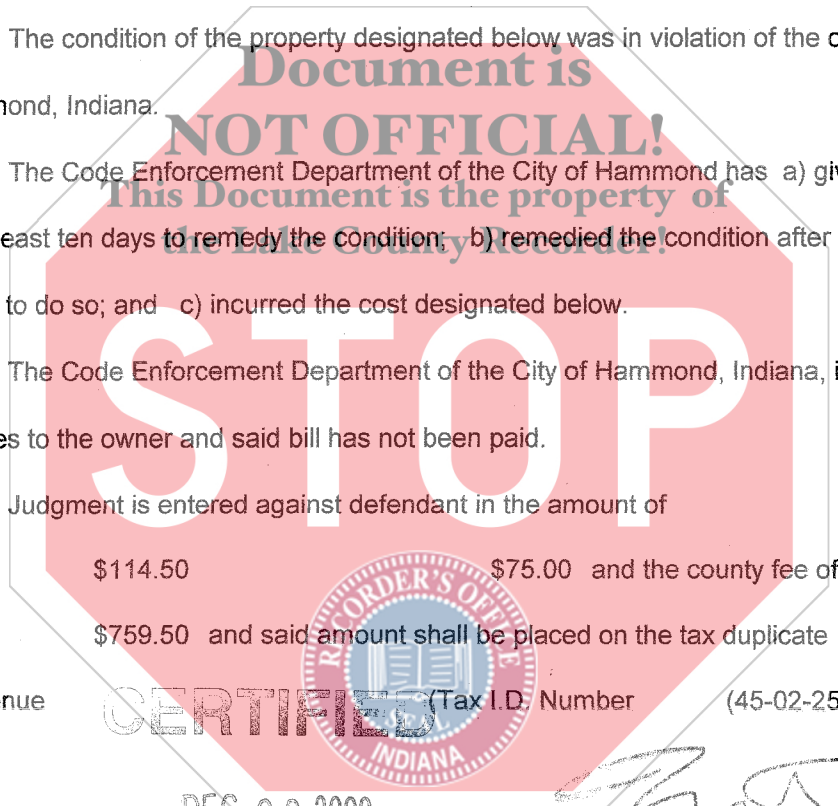 The condition of the property designated below was in violation of the
Document is
mond, Indiana.
NOT OFFICIAL!
The Code Enforcement Department of the City of Hammond has a)
This Document is the property of
east ten days to remedy the condition; b) remedied the condition after
the Lake County Recorder!
to do so; and c) incurred the cost designated below.
STOP
The Code Enforcement Department of the City of Hammond, Indiana,
es to the owner and said bill has not been paid.
Judgment is entered against defendant in the amount of
$114.50 $75.00 and the county fee of
RECORDER'S OFFICE
$759.50 and said amount shall be placed on the tax duplicate
nue CERTIFIED (Tax I.D. Number (45-02-25
SEAL
INDIANA